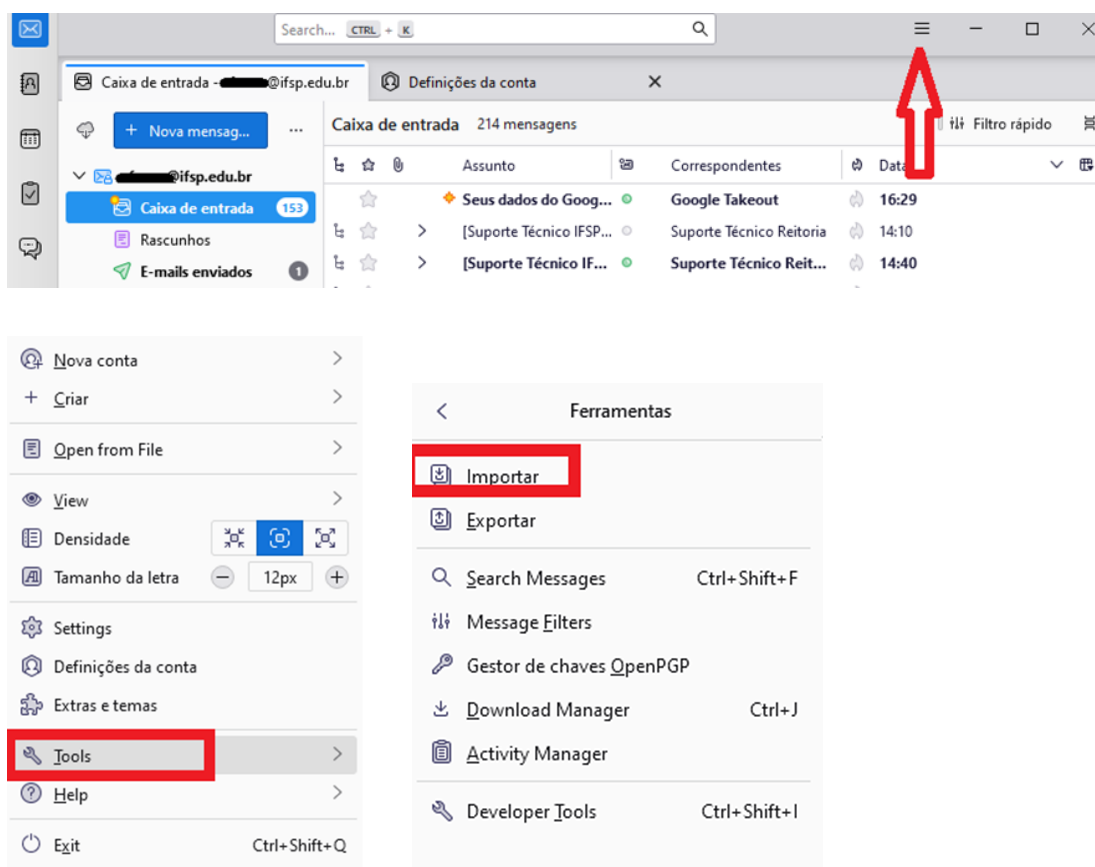 Search... CTRL + K
Caixa de entrada - @ifsp.edu.br
Definições da conta
+ Nova mensag...
Caixa de entrada 214 mensagens
Filtro rápido
@ifsp.edu.br
Assunto Correspondentes Data
Caixa de entrada 153
Seus dados do Goog... Google Takeout 16:29
Rascunhos
[Suporte Técnico IFSP... Suporte Técnico Reitoria 14:10
E-mails enviados 1
[Suporte Técnico IF... Suporte Técnico Reit... 14:40
Nova conta
Criar
Open from File
View
Densidade
Tamanho da letra 12px
Settings
Definições da conta
Extras e temas
Tools
Help
Exit Ctrl+Shift+Q
Ferramentas
Importar
Exportar
Search Messages Ctrl+Shift+F
Message Filters
Gestor de chaves OpenPGP
Download Manager Ctrl+J
Activity Manager
Developer Tools Ctrl+Shift+I